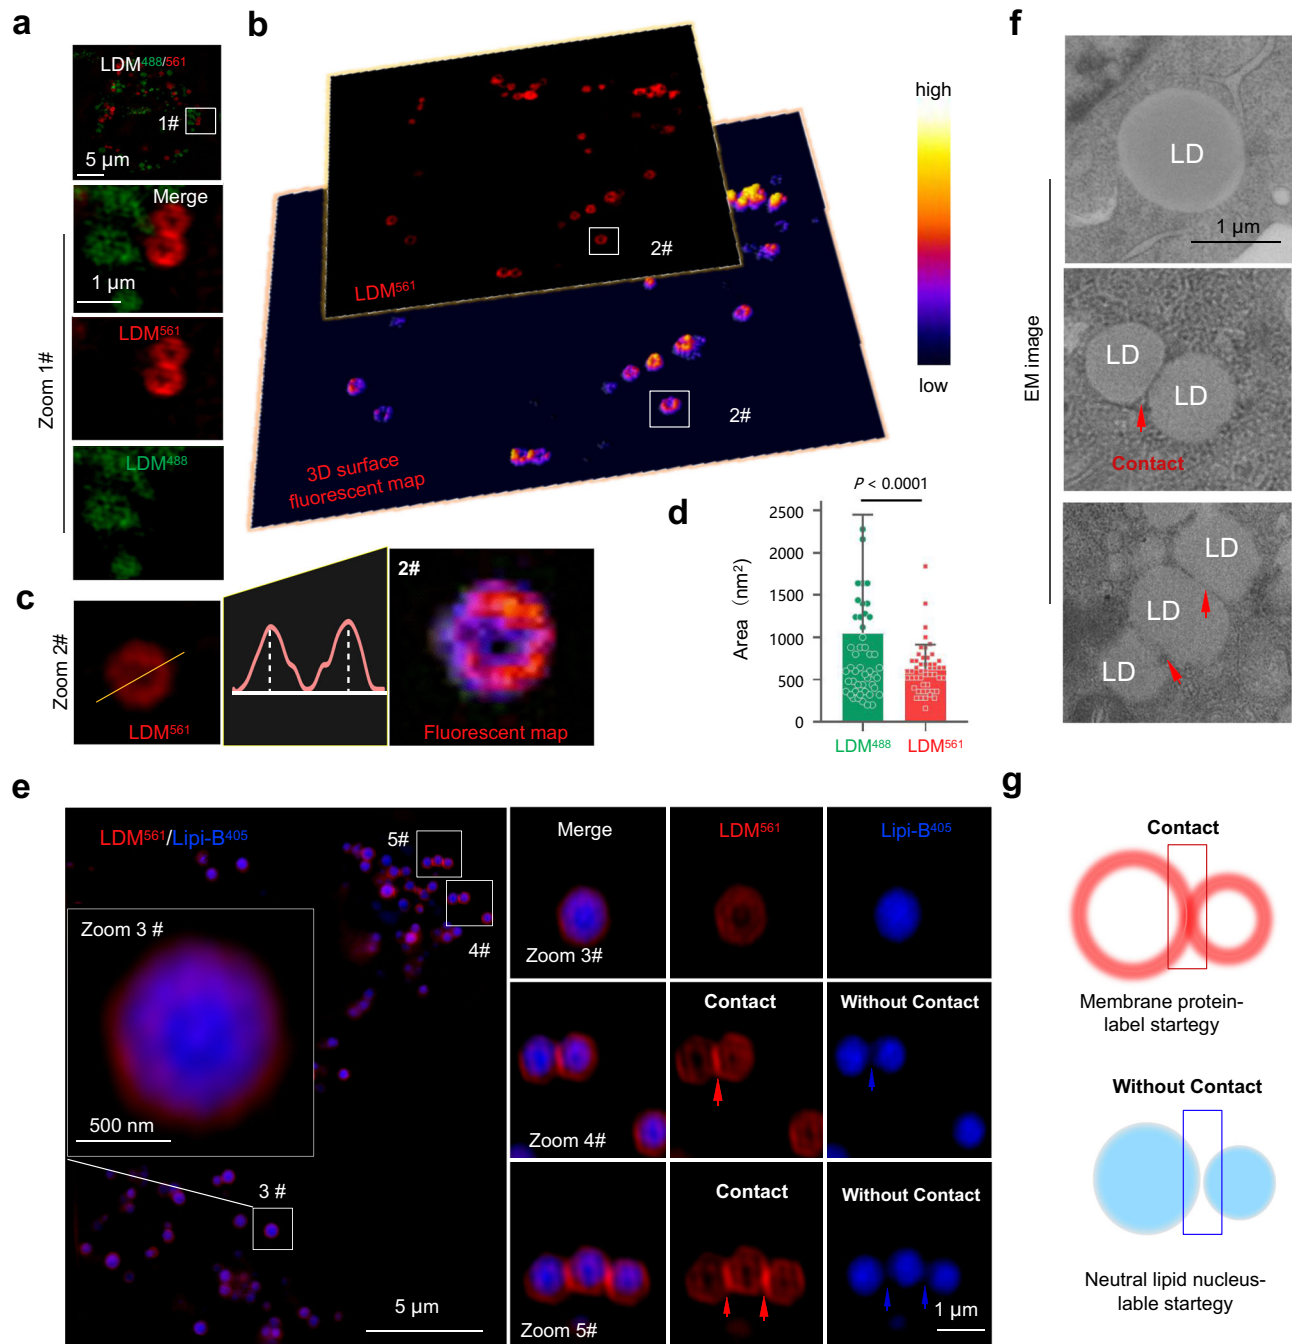 a
LDM488/561
1#
5 μm
Merge
1 μm
LDM561
LDM488
Zoom 1#
b
LDM561
2#
3D surface
fluorescent map
2#
high
low
c
Zoom 2#
LDM561
2#
Fluorescent map
d
P < 0.0001
Area (nm2)
2500
2000
1500
1000
500
0
LDM488
LDM561
e
LDM561/Lipi-B405
5#
4#
Zoom 3 #
500 nm
3 #
5 μm
Merge
LDM561
Lipi-B405
Zoom 3#
Contact
Without Contact
Zoom 4#
Contact
Without Contact
Zoom 5#
1 μm
f
EM image
LD
1 μm
LD
LD
Contact
LD
LD
LD
g
Contact
Membrane protein-
label startegy
Without Contact
Neutral lipid nucleus-
lable startegy